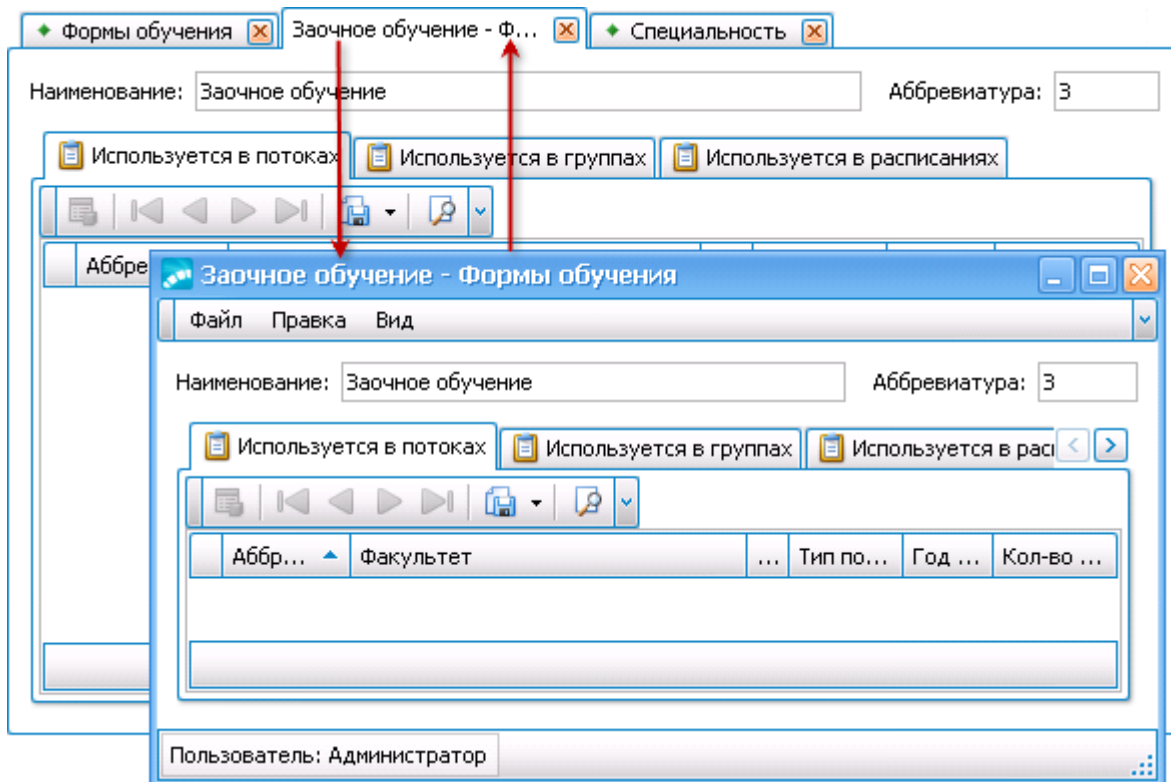 Формы обучения Заочное обучение - Ф... Специальность
Наименование: Заочное обучение Аббревиатура: З
Используется в потоках Используется в группах Используется в расписаниях
Аббре
Заочное обучение - Формы обучения
Файл Правка Вид
Наименование: Заочное обучение Аббревиатура: З
Используется в потоках Используется в группах Используется в рас
Аббр... Факультет ... Тип по... Год ... Кол-во ...
Пользователь: Администратор